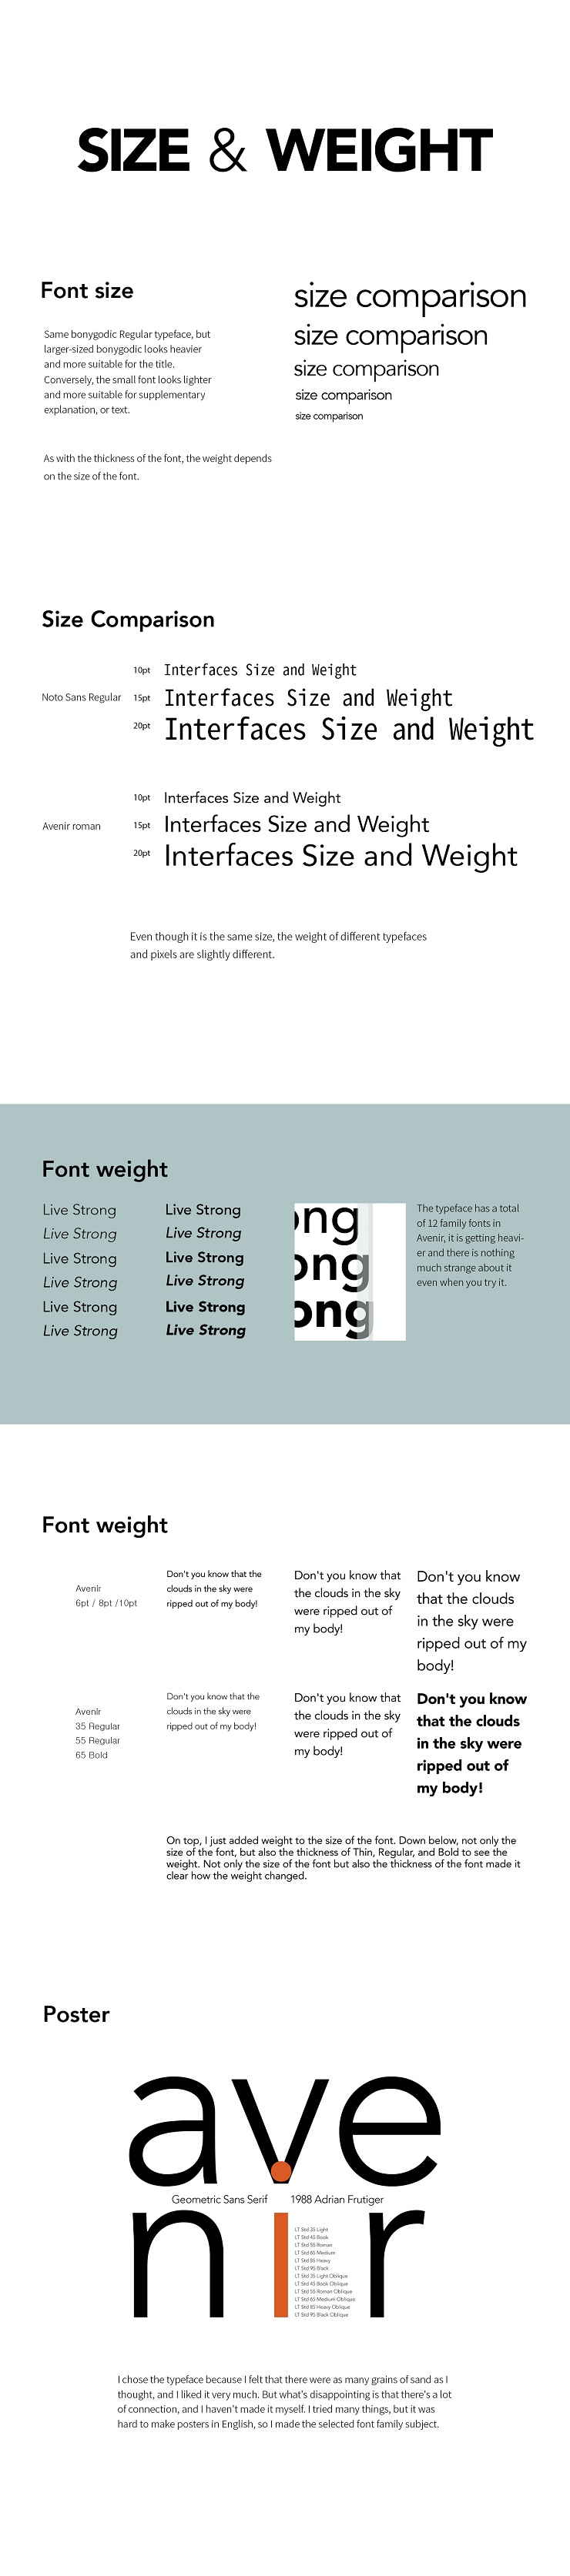 SIZE & WEIGHT
Font size
Same bonygodic Regular typeface, but
larger-sized bonygodic looks heavier
and more suitable for the title.
Conversely, the small font looks lighter
and more suitable for supplementary
explanation, or text.
As with the thickness of the font, the weight depends
on the size of the font.
size comparison
size comparison
size comparison
size comparison
size comparison
Size Comparison
Noto Sans Regular
10pt Interfaces Size and Weight
15pt Interfaces Size and Weight
20pt Interfaces Size and Weight
Avenir roman
10pt Interfaces Size and Weight
15pt Interfaces Size and Weight
20pt Interfaces Size and Weight
Even though it is the same size, the weight of different typefaces
and pixels are slightly different.
Font weight
Live Strong
Live Strong
Live Strong
Live Strong
Live Strong
Live Strong
Live Strong
Live Strong
Live Strong
Live Strong
Live Strong
Live Strong
ong
ong
ong
The typeface has a total
of 12 family fonts in
Avenir, it is getting heavi-
er and there is nothing
much strange about it
even when you try it.
Font weight
Avenir
6pt / 8pt /10pt
Don't you know that the
clouds in the sky were
ripped out of my body!
Don't you know that
the clouds in the sky
were ripped out of
my body!
Don't you know
that the clouds
in the sky were
ripped out of my
body!
Avenir
35 Regular
55 Regular
65 Bold
Don't you know that the
clouds in the sky were
ripped out of my body!
Don't you know that
the clouds in the sky
were ripped out of
my body!
Don't you know
that the clouds
in the sky were
ripped out of
my body!
On top, I just added weight to the size of the font. Down below, not only the
size of the font, but also the thickness of Thin, Regular, and Bold to see the
weight. Not only the size of the font but also the thickness of the font made it
clear how the weight changed.
Poster
ave
Geometric Sans Serif 1988 Adrian Frutiger
nir
LT Std 35 Light
LT Std 45 Book
LT Std 55 Roman
LT Std 65 Medium
LT Std 85 Heavy
LT Std 95 Black
LT Std 35 Light Oblique
LT Std 45 Book Oblique
LT Std 55 Roman Oblique
LT Std 65 Medium Oblique
LT Std 85 Heavy Oblique
LT Std 95 Black Oblique
I chose the typeface because I felt that there were as many grains of sand as I
thought, and I liked it very much. But what's disappointing is that there's a lot
of connection, and I haven't made it myself. I tried many things, but it was
hard to make posters in English, so I made the selected font family subject.